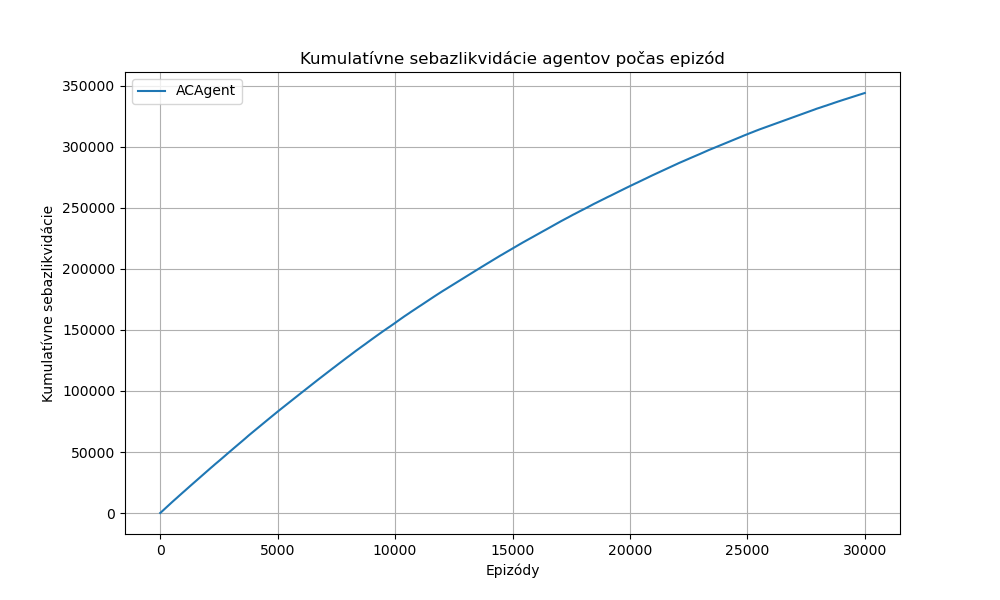 Kumulatívne sebazlikvidácie agentov počas epizód
ACAgent
Kumulatívne sebazlikvidácie
350000
300000
250000
200000
150000
100000
50000
0
0 5000 10000 15000 20000 25000 30000
Epizódy